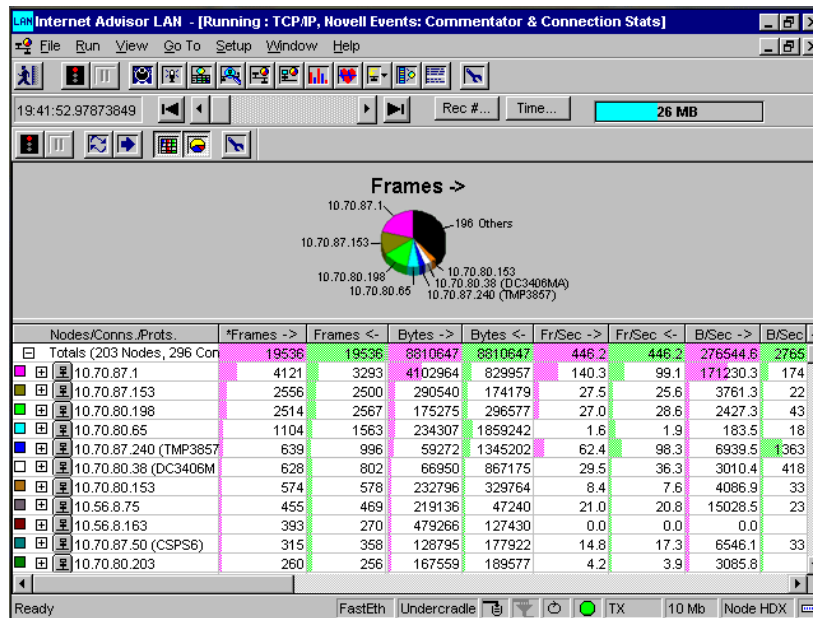 LAN Internet Advisor LAN - [Running : TCP/IP, Novell Events: Commentator & Connection Stats]
File Run View Go To Setup Window Help
19:41:52.97873849 Rec #... Time... 26 MB
Frames ->
10.70.87.1
196 Others
10.70.87.153
10.70.80.153
10.70.80.198
10.70.80.38 (DC3406MA)
10.70.80.65
10.70.87.240 (TMP3857)
Nodes/Conns./Prots. *Frames -> Frames <- Bytes -> Bytes <- Fr/Sec -> Fr/Sec <- B/Sec -> B/Sec
Totals (203 Nodes, 296 Con 19536 19536 8810647 8810647 446.2 446.2 276544.6 2765
10.70.87.1 4121 3293 4102964 829957 140.3 99.1 171230.3 174
10.70.87.153 2556 2500 290540 174179 27.5 25.6 3761.3 22
10.70.80.198 2514 2567 175275 296577 27.0 28.6 2427.3 43
10.70.80.65 1104 1563 234307 1859242 1.6 1.9 183.5 18
10.70.87.240 (TMP3857 639 996 59272 1345202 62.4 98.3 6939.5 1363
10.70.80.38 (DC3406M 628 802 66950 867175 29.5 36.3 3010.4 418
10.70.80.153 574 578 232796 329764 8.4 7.6 4086.9 33
10.56.8.75 455 469 219136 47240 21.0 20.8 15028.5 23
10.56.8.163 393 270 479266 127430 0.0 0.0 0.0
10.70.87.50 (CSPS6) 315 358 128795 177922 14.8 17.3 6546.1 33
10.70.80.203 260 256 167559 189577 4.2 3.9 3085.8
Ready FastEth Undercradle TX 10 Mb Node HDX